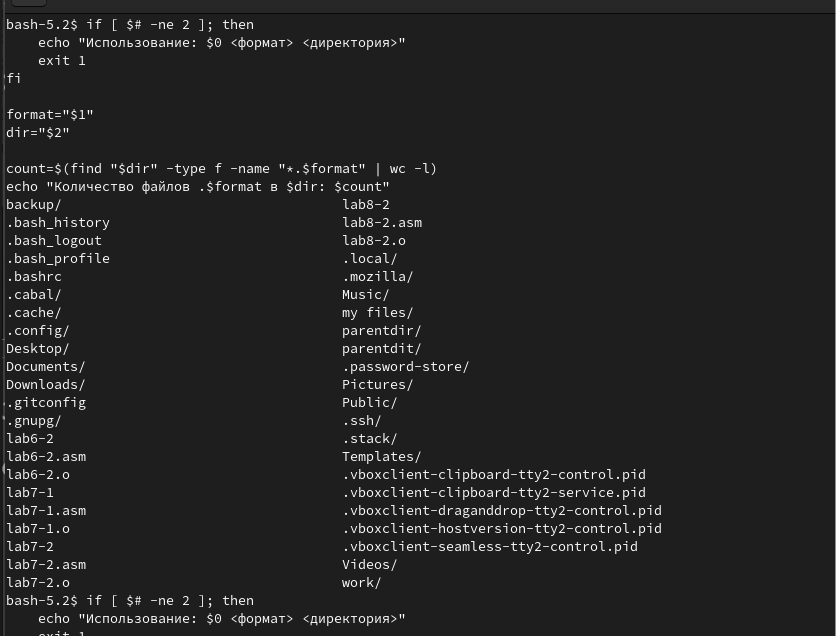 bash-5.2$ if [ $# -ne 2 ]; then
    echo "Использование: $0 <формат> <директория>"
    exit 1
fi

format="$1"
dir="$2"

count=$(find "$dir" -type f -name "*.$format" | wc -l)
echo "Количество файлов .$format в $dir: $count"
backup/                                   lab8-2
.bash_history                             lab8-2.asm
.bash_logout                              lab8-2.o
.bash_profile                             .local/
.bashrc                                   .mozilla/
.cabal/                                   Music/
.cache/                                   my files/
.config/                                  parentdir/
Desktop/                                  parentdit/
Documents/                                .password-store/
Downloads/                                Pictures/
.gitconfig                                Public/
.gnupg/                                   .ssh/
lab6-2                                    .stack/
lab6-2.asm                                Templates/
lab6-2.o                                  .vboxclient-clipboard-tty2-control.pid
lab7-1                                    .vboxclient-clipboard-tty2-service.pid
lab7-1.asm                                .vboxclient-draganddrop-tty2-control.pid
lab7-1.o                                  .vboxclient-hostversion-tty2-control.pid
lab7-2                                    .vboxclient-seamless-tty2-control.pid
lab7-2.asm                                Videos/
lab7-2.o                                  work/
bash-5.2$ if [ $# -ne 2 ]; then
    echo "Использование: $0 <формат> <директория>"
    exit 1